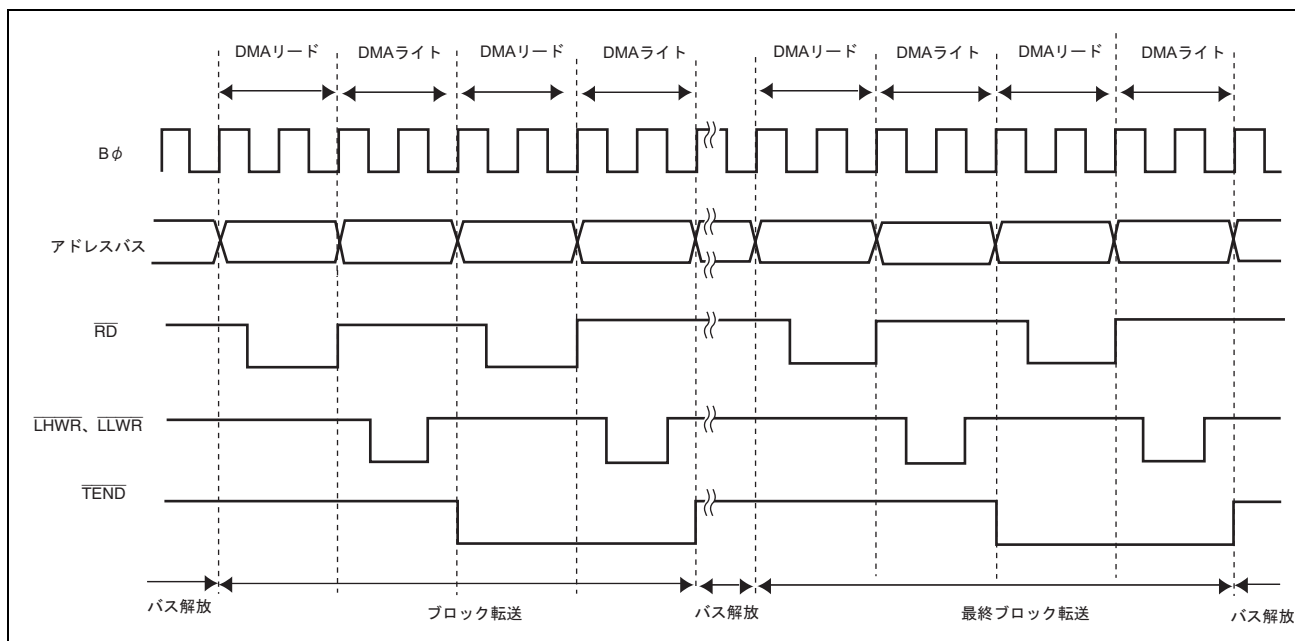 DMAリード DMAライト DMAリード DMAライト DMAリード DMAライト DMAリード DMAライト
Bφ
アドレスバス
RD
LHWR、LLWR
TEND
バス解放 ブロック転送 バス解放 最終ブロック転送 バス解放